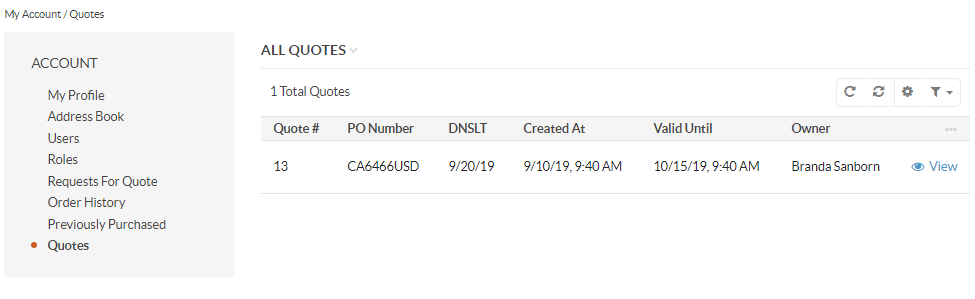 My Account / Quotes
ACCOUNT
My Profile
Address Book
Users
Roles
Requests For Quote
Order History
Previously Purchased
Quotes
ALL QUOTES
1 Total Quotes
Quote # PO Number DNSLT Created At Valid Until Owner ...
13 CA6466USD 9/20/19 9/10/19, 9:40 AM 10/15/19, 9:40 AM Branda Sanborn View